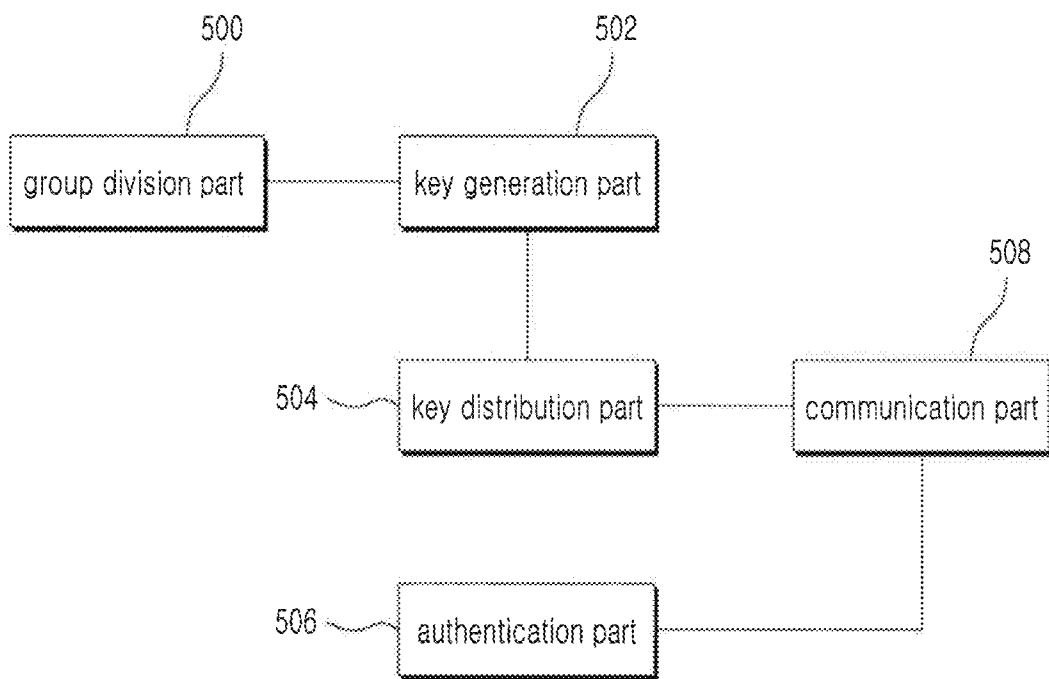 500
502
group division part
key generation part
508
504
key distribution part
communication part
506
authentication part